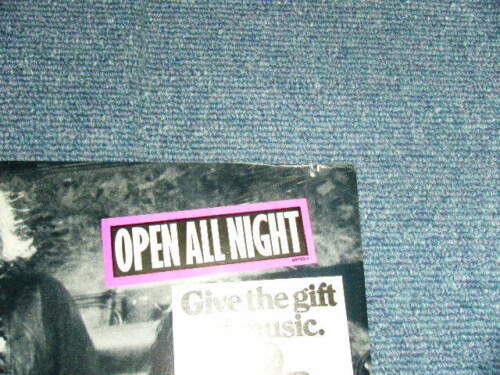 OPEN ALL NIGHT
Give the gift
music.